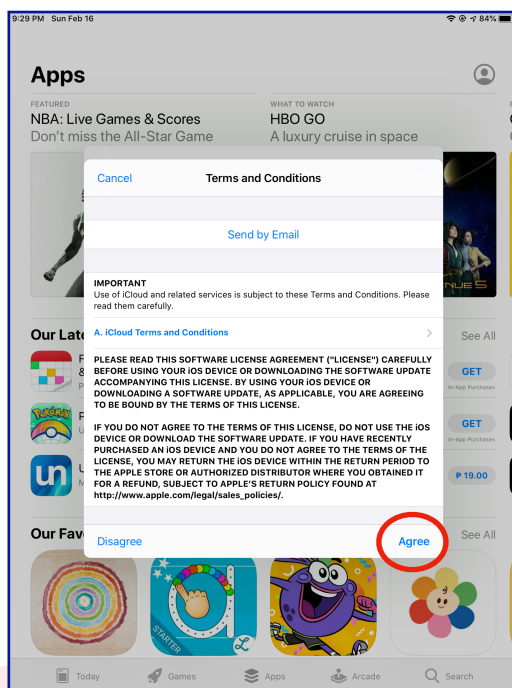 9:29 PM Sun Feb 16
84%
Apps
FEATURED
NBA: Live Games & Scores
Don't miss the All-Star Game
WHAT TO WATCH
HBO GO
A luxury cruise in space
Cancel
Terms and Conditions
Send by Email
IMPORTANT
Use of iCloud and related services is subject to these Terms and Conditions. Please
read them carefully.
A. iCloud Terms and Conditions
PLEASE READ THIS SOFTWARE LICENSE AGREEMENT ("LICENSE") CAREFULLY
BEFORE USING YOUR iOS DEVICE OR DOWNLOADING THE SOFTWARE UPDATE
ACCOMPANYING THIS LICENSE. BY USING YOUR iOS DEVICE OR
DOWNLOADING A SOFTWARE UPDATE, AS APPLICABLE, YOU ARE AGREEING
TO BE BOUND BY THE TERMS OF THIS LICENSE.
IF YOU DO NOT AGREE TO THE TERMS OF THIS LICENSE, DO NOT USE THE iOS
DEVICE OR DOWNLOAD THE SOFTWARE UPDATE. IF YOU HAVE RECENTLY
PURCHASED AN iOS DEVICE AND YOU DO NOT AGREE TO THE TERMS OF THE
LICENSE, YOU MAY RETURN THE iOS DEVICE WITHIN THE RETURN PERIOD TO
THE APPLE STORE OR AUTHORIZED DISTRIBUTOR WHERE YOU OBTAINED IT
FOR A REFUND, SUBJECT TO APPLE'S RETURN POLICY FOUND AT
http://www.apple.com/legal/sales_policies/.
Disagree
Agree
NUE 5
Our Late
See All
GET
In-App Purchases
GET
In-App Purchases
un
₱ 19.00
Our Fav
See All
STARTER
Today
Games
Apps
Arcade
Search